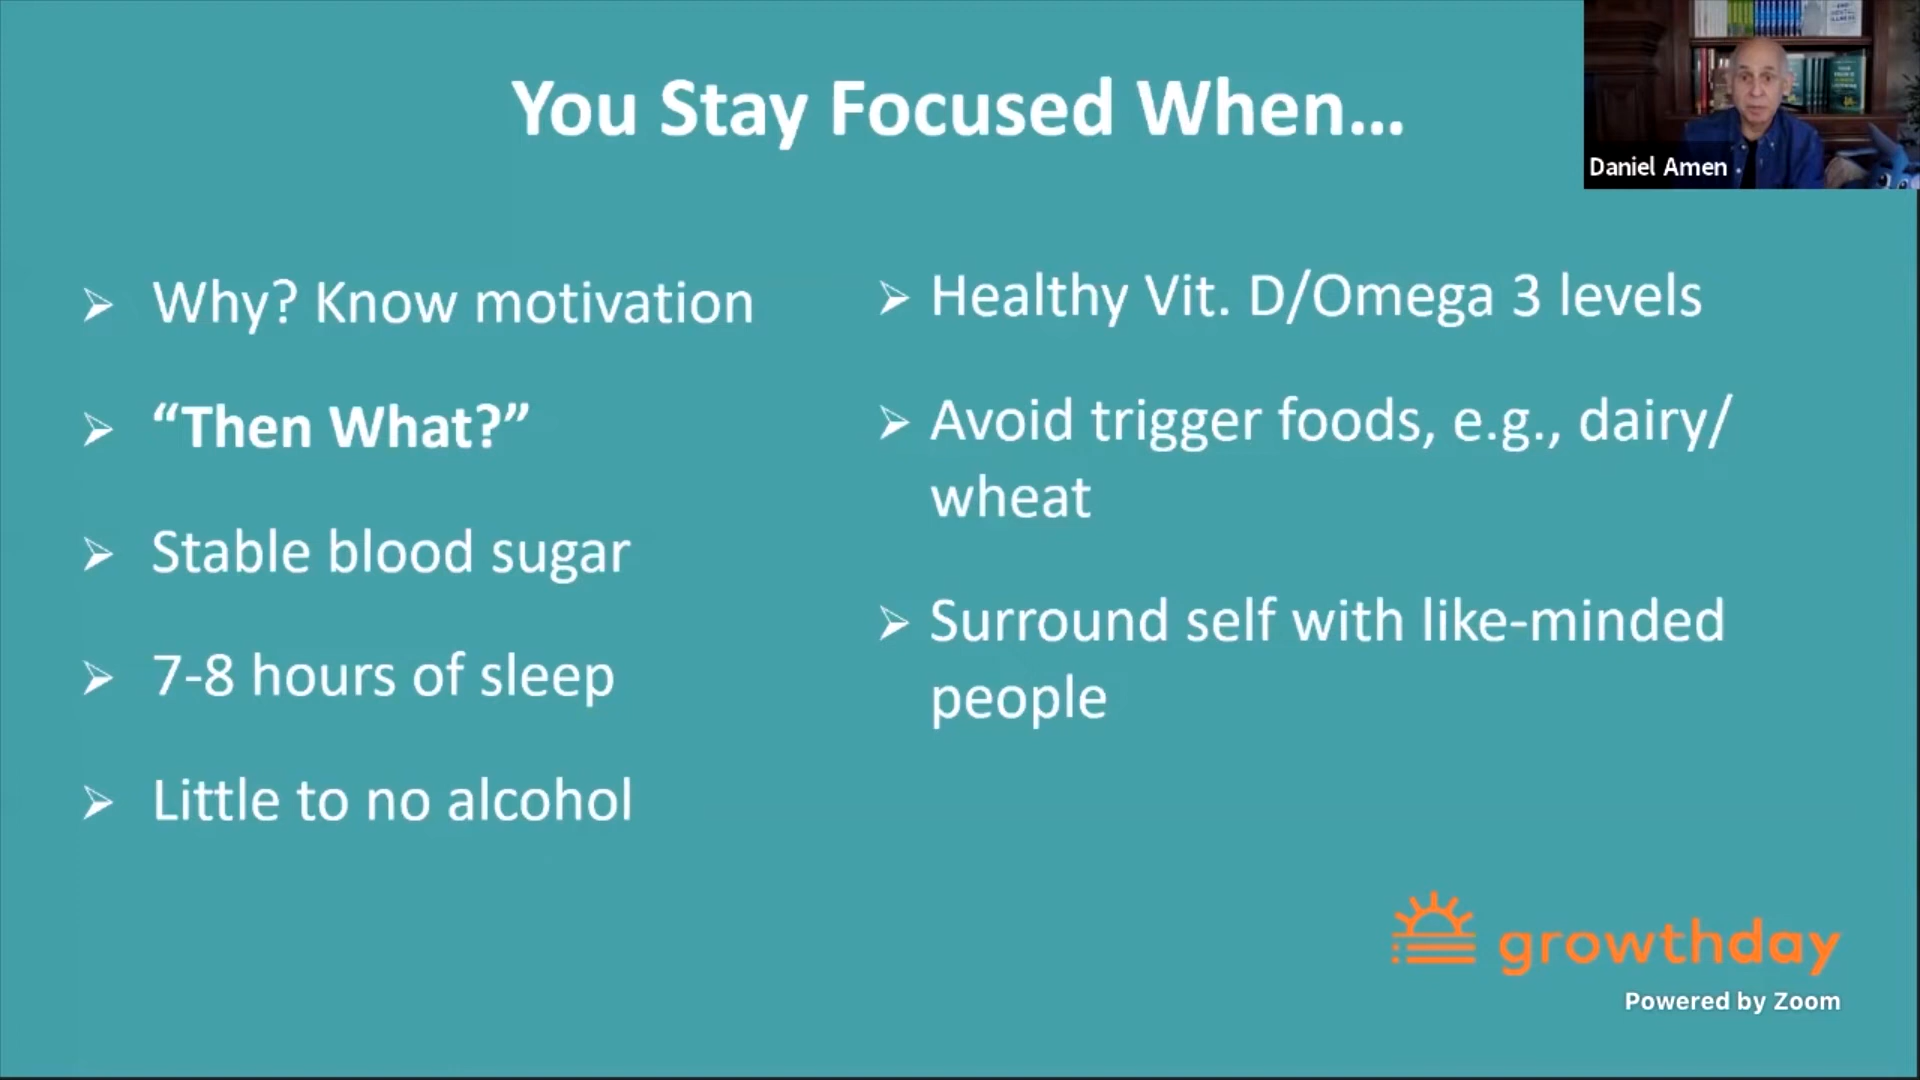 You Stay Focused When...
Daniel Amen
Why? Know motivation
“Then What?”
Stable blood sugar
7-8 hours of sleep
Little to no alcohol
Healthy Vit. D/Omega 3 levels
Avoid trigger foods, e.g., dairy/
wheat
Surround self with like-minded
people
growthday
Powered by Zoom